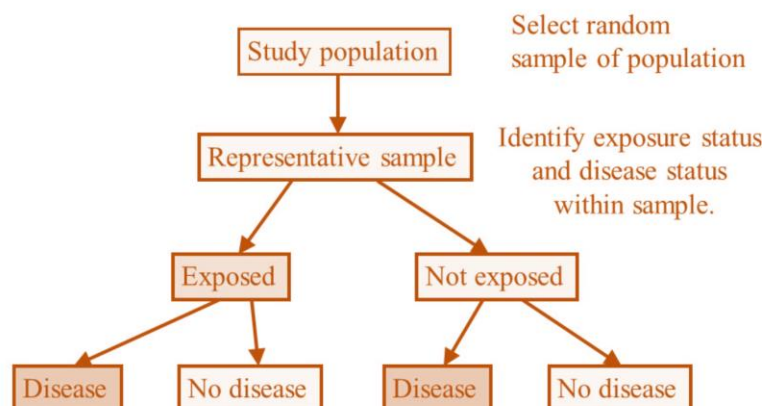 Study population
Select random
sample of population
Representative sample
Identify exposure status
and disease status
within sample.
Exposed
Not exposed
Disease
No disease
Disease
No disease